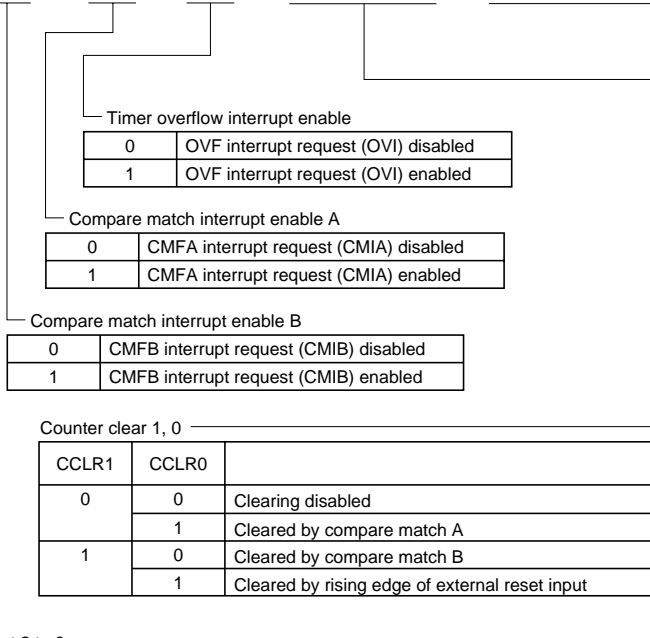 Timer overflow interrupt enable
0 OVF interrupt request (OVI) disabled
1 OVF interrupt request (OVI) enabled
Compare match interrupt enable A
0 CMFA interrupt request (CMIA) disabled
1 CMFA interrupt request (CMIA) enabled
Compare match interrupt enable B
0 CMFB interrupt request (CMIB) disabled
1 CMFB interrupt request (CMIB) enabled
Counter clear 1, 0
CCLR1 CCLR0
0 0 Clearing disabled
1 Cleared by compare match A
1 0 Cleared by compare match B
1 Cleared by rising edge of external reset input